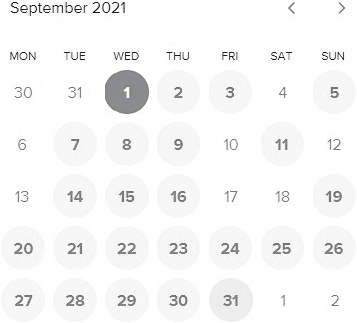 September 2021
MON TUE WED THU FRI SAT SUN
30 31 1 2 3 4 5
6 7 8 9 10 11 12
13 14 15 16 17 18 19
20 21 22 23 24 25 26
27 28 29 30 31 1 2